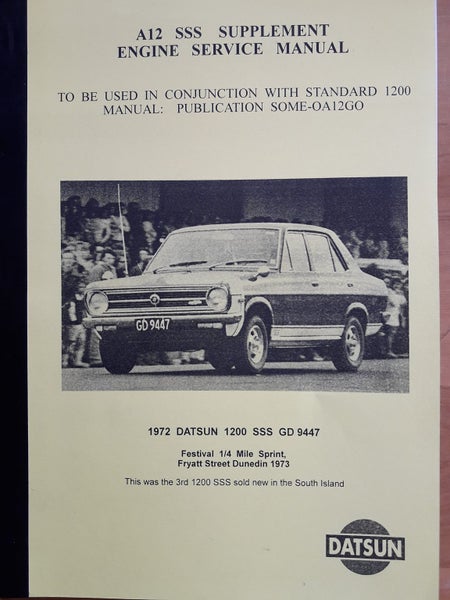 A12 SSS SUPPLEMENT
ENGINE SERVICE MANUAL
TO BE USED IN CONJUNCTION WITH STANDARD 1200
MANUAL: PUBLICATION SOME-OA12GO
GD 9447
1972 DATSUN 1200 SSS GD 9447
Festival 1/4 Mile Sprint,
Fryatt Street Dunedin 1973
This was the 3rd 1200 SSS sold new in the South Island
DATSUN